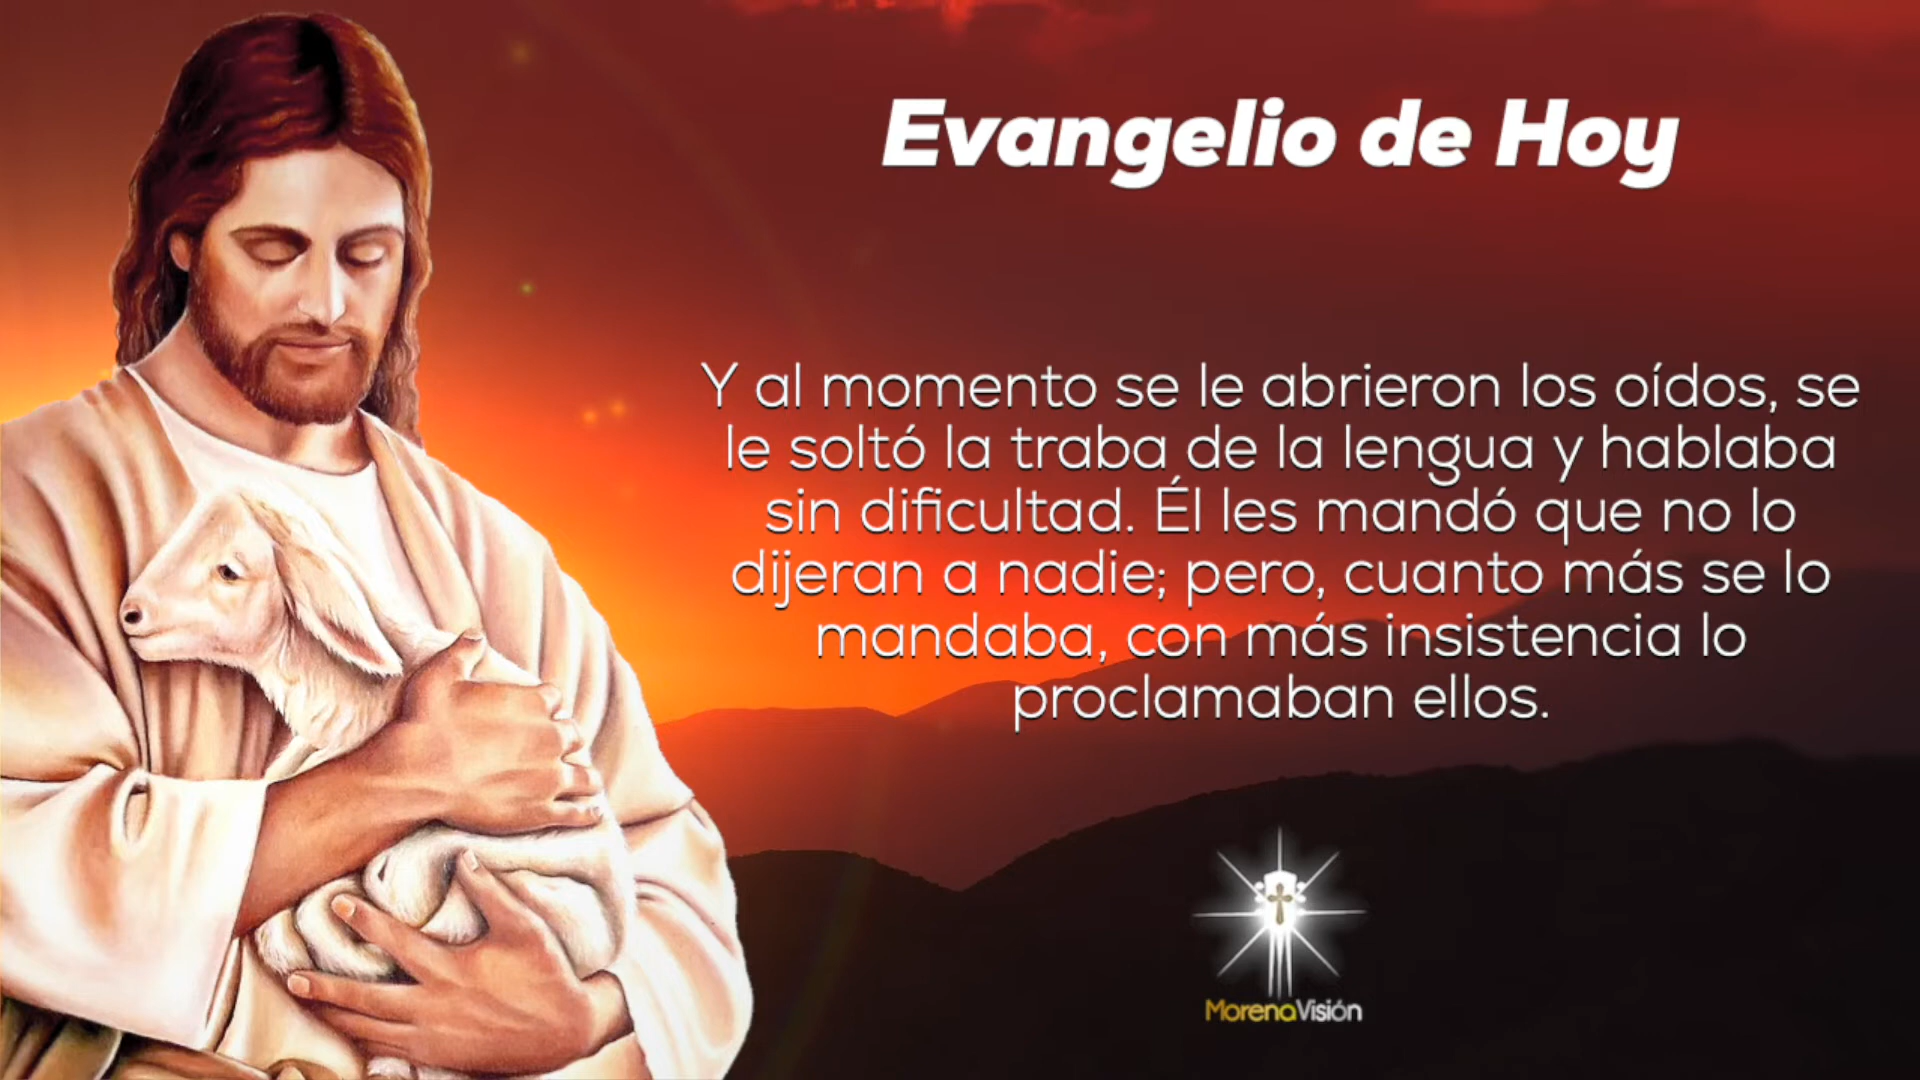 Evangelio de Hoy
Y al momento se le abrieron los oídos, se
le soltó la traba de la lengua y hablaba
sin dificultad. Él les mandó que no lo
dijeran a nadie; pero, cuanto más se lo
mandaba, con más insistencia lo
proclamaban ellos.
MorenaVisión